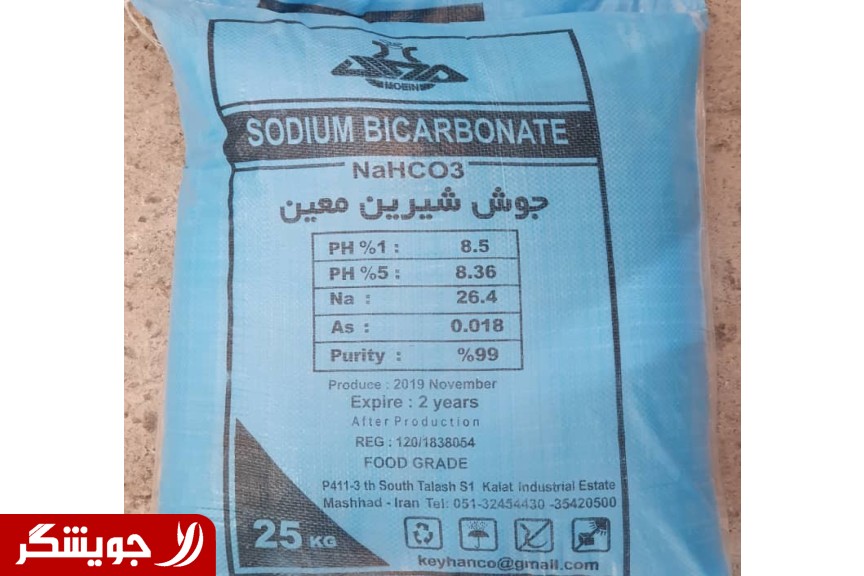 MOEIN
SODIUM BICARBONATE
NaHCO3
جوش شیرین معین
PH %1 : 8.5
PH %5 : 8.36
Na : 26.4
As : 0.018
Purity : %99
Produce : 2019 November
Expire : 2 years
After Production
REG : 120/1838054
FOOD GRADE
P411-3 th South Talash S1 Kalat Industrial Estate
Mashhad - Iran Tel: 051-32454430 -35420500
25 KG
keyhanco@gmail.com
جویشگر